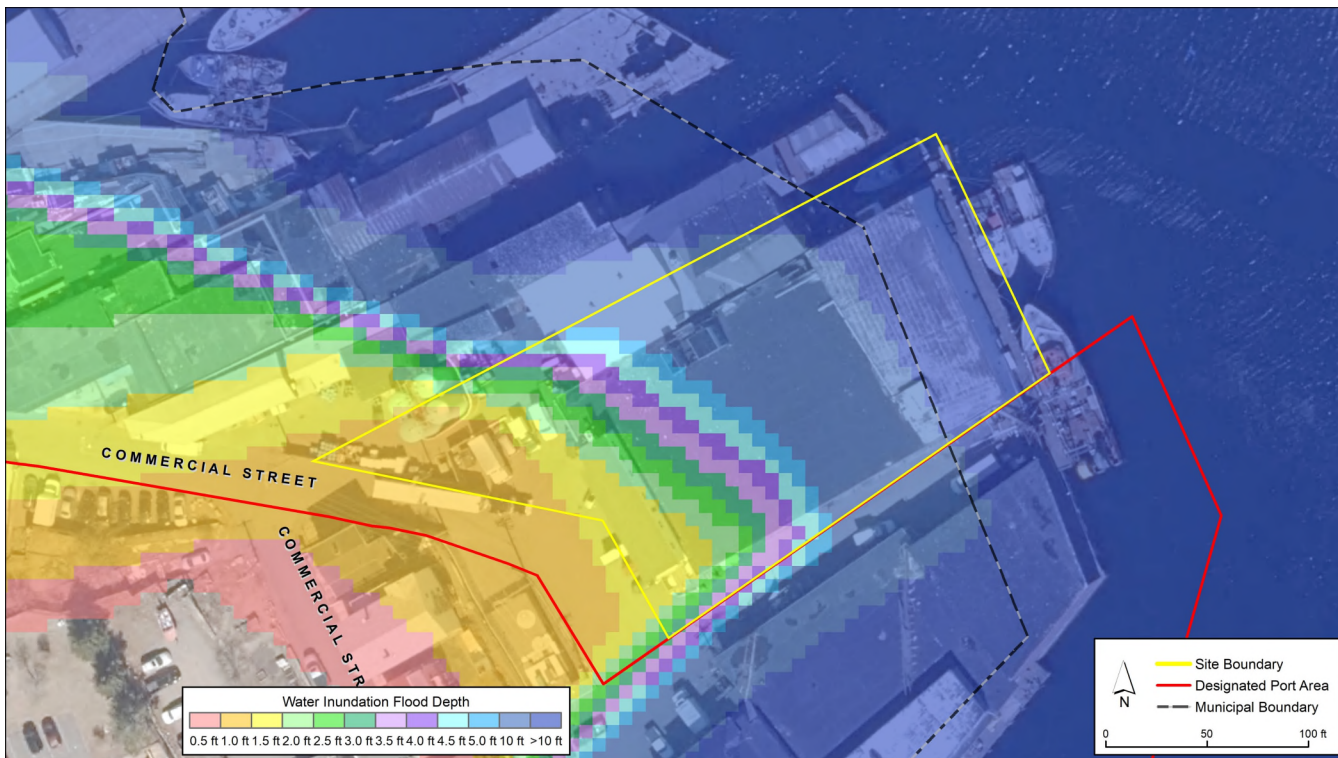 COMMERCIAL STREET
COMMERCIAL STR
Water Inundation Flood Depth
0.5 ft 1.0 ft 1.5 ft 2.0 ft 2.5 ft 3.0 ft 3.5 ft 4.0 ft 4.5 ft 5.0 ft 10 ft >10 ft
N
Site Boundary
Designated Port Area
Municipal Boundary
0 50 100 ft